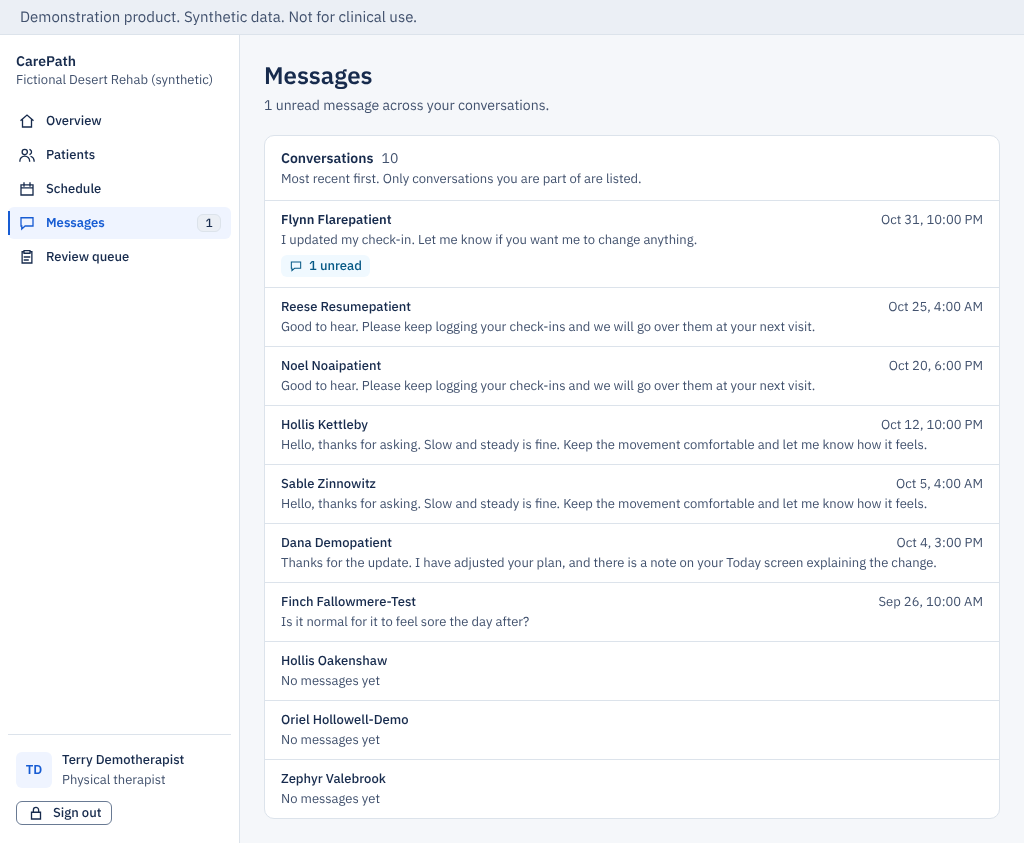 Demonstration product. Synthetic data. Not for clinical use.
CarePath
Fictional Desert Rehab (synthetic)
Overview
Patients
Schedule
Messages 1
Review queue
Terry Demotherapist
TD
Physical therapist
Sign out
Messages
1 unread message across your conversations.
Conversations 10
Most recent first. Only conversations you are part of are listed.
Flynn Flarepatient Oct 31, 10:00 PM
I updated my check-in. Let me know if you want me to change anything.
1 unread
Reese Resumepatient Oct 25, 4:00 AM
Good to hear. Please keep logging your check-ins and we will go over them at your next visit.
Noel Noaipatient Oct 20, 6:00 PM
Good to hear. Please keep logging your check-ins and we will go over them at your next visit.
Hollis Kettleby Oct 12, 10:00 PM
Hello, thanks for asking. Slow and steady is fine. Keep the movement comfortable and let me know how it feels.
Sable Zinnowitz Oct 5, 4:00 AM
Hello, thanks for asking. Slow and steady is fine. Keep the movement comfortable and let me know how it feels.
Dana Demopatient Oct 4, 3:00 PM
Thanks for the update. I have adjusted your plan, and there is a note on your Today screen explaining the change.
Finch Fallowmere-Test Sep 26, 10:00 AM
Is it normal for it to feel sore the day after?
Hollis Oakenshaw
No messages yet
Oriel Hollowell-Demo
No messages yet
Zephyr Valebrook
No messages yet